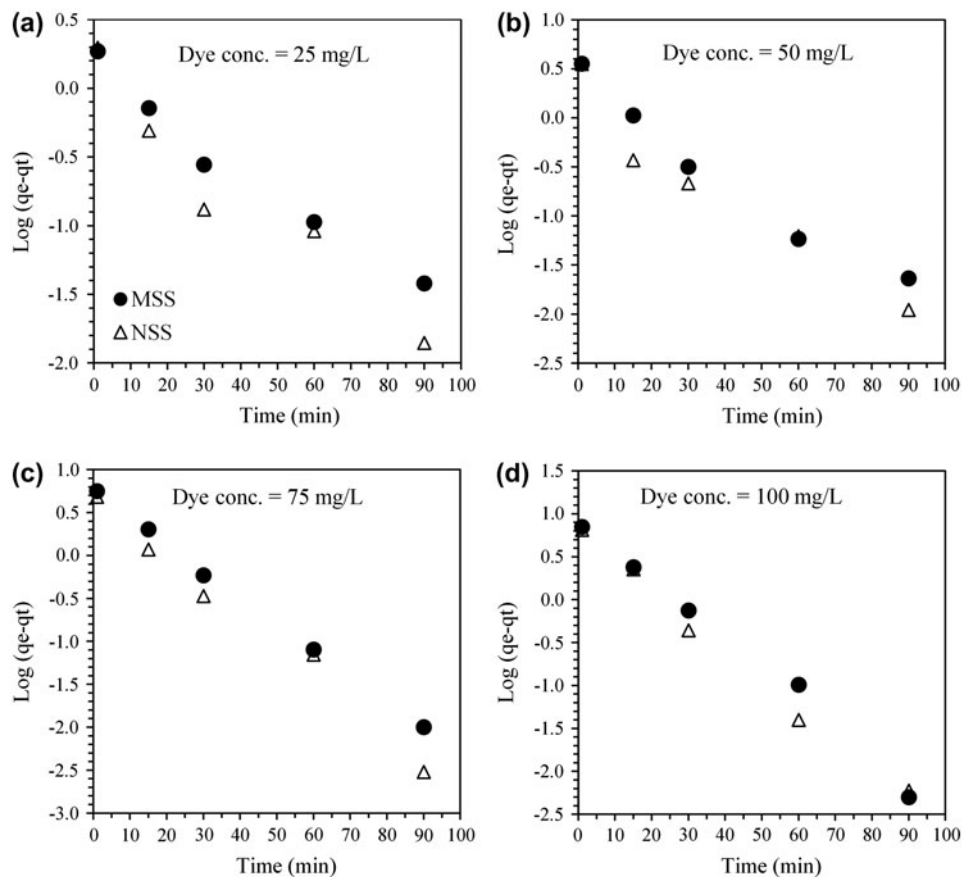 (a)
0.5
0.0
-0.5
-1.0
-1.5
-2.0
Log (qe-qt)
Dye conc. = 25 mg/L
MSS
NSS
0 10 20 30 40 50 60 70 80 90 100
Time (min)
(b)
1.0
0.5
0.0
-0.5
-1.0
-1.5
-2.0
-2.5
Log (qe-qt)
Dye conc. = 50 mg/L
0 10 20 30 40 50 60 70 80 90 100
Time (min)
(c)
1.0
0.5
0.0
-0.5
-1.0
-1.5
-2.0
-2.5
-3.0
Log (qe-qt)
Dye conc. = 75 mg/L
0 10 20 30 40 50 60 70 80 90 100
Time (min)
(d)
1.5
1.0
0.5
0.0
-0.5
-1.0
-1.5
-2.0
-2.5
Log (qe-qt)
Dye conc. = 100 mg/L
0 10 20 30 40 50 60 70 80 90 100
Time (min)